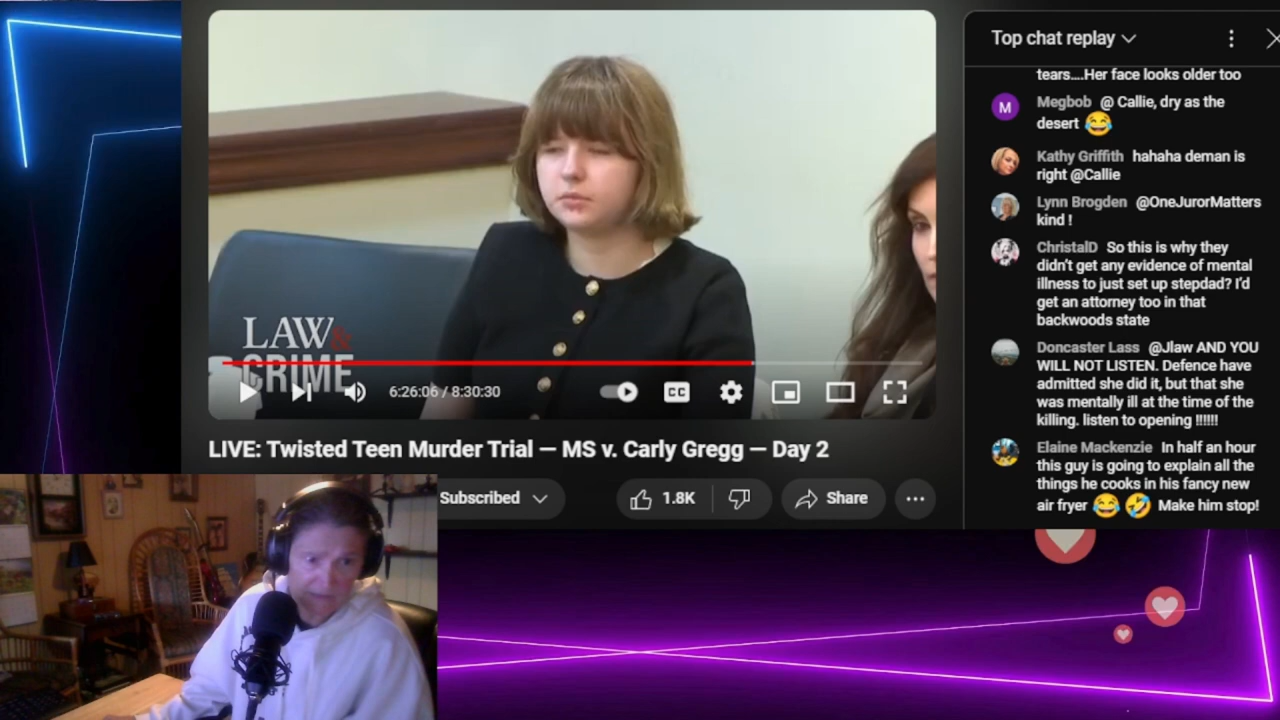 LAW&
CRIME
6:26:06 / 8:30:30
CC
LIVE: Twisted Teen Murder Trial — MS v. Carly Gregg — Day 2
Subscribed
1.8K
Share
Top chat replay
tears....Her face looks older too
M
Megbob @ Callie, dry as the
desert 😂
Kathy Griffith hahaha deman is
right @Callie
Lynn Brogden @OneJurorMatters
kind !
ChristalD So this is why they
didn't get any evidence of mental
illness to just set up stepdad? I'd
get an attorney too in that
backwoods state
Doncaster Lass @Jlaw AND YOU
WILL NOT LISTEN. Defence have
admitted she did it, but that she
was mentally ill at the time of the
killing. listen to opening !!!!!!
Elaine Mackenzie In half an hour
this guy is going to explain all the
things he cooks in his fancy new
air fryer 😂 🤣 Make him stop!